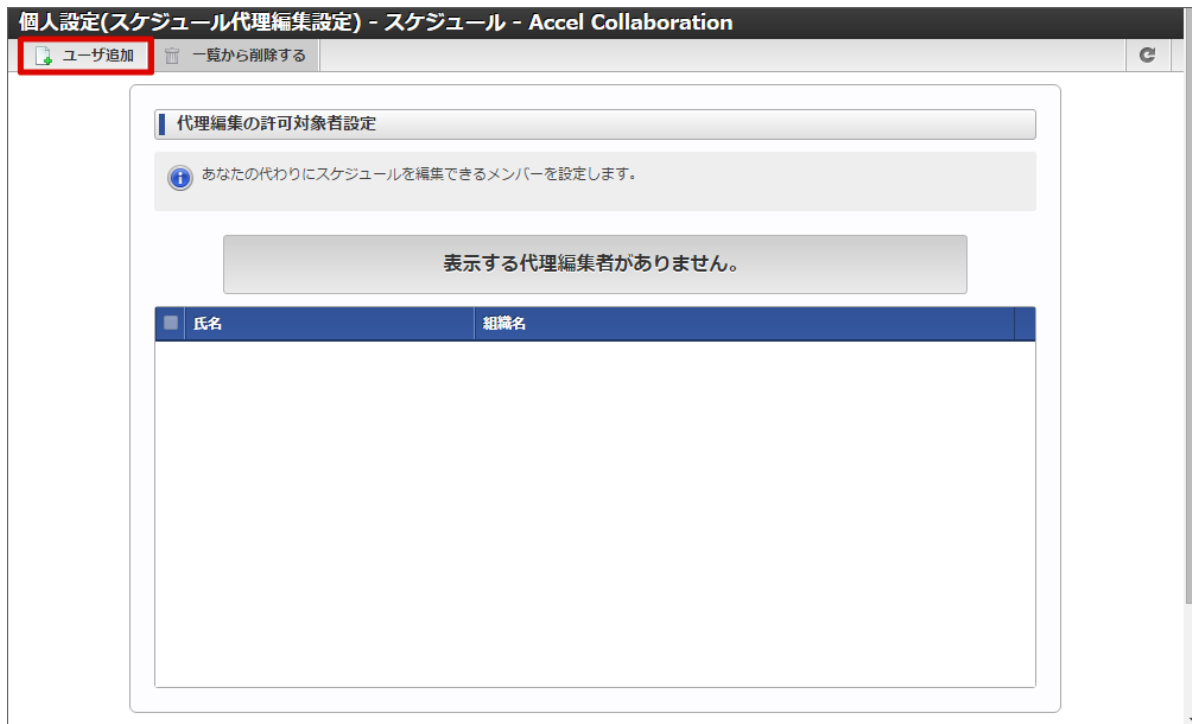 個人設定(スケジュール代理編集設定) - スケジュール - Accel Collaboration
ユーザ追加 一覧から削除する
代理編集の許可対象者設定
あなたの代わりにスケジュールを編集できるメンバーを設定します。
表示する代理編集者がありません。
氏名 組織名